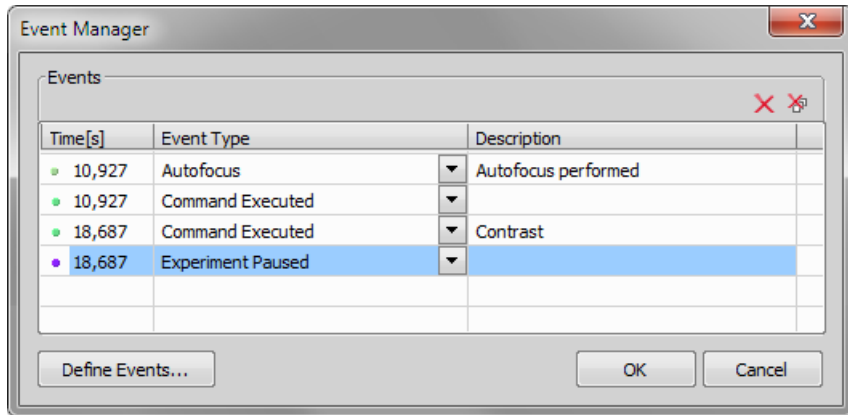 Event Manager
Events
Time[s] Event Type Description
10,927 Autofocus Autofocus performed
10,927 Command Executed
18,687 Command Executed Contrast
18,687 Experiment Paused
Define Events... OK Cancel